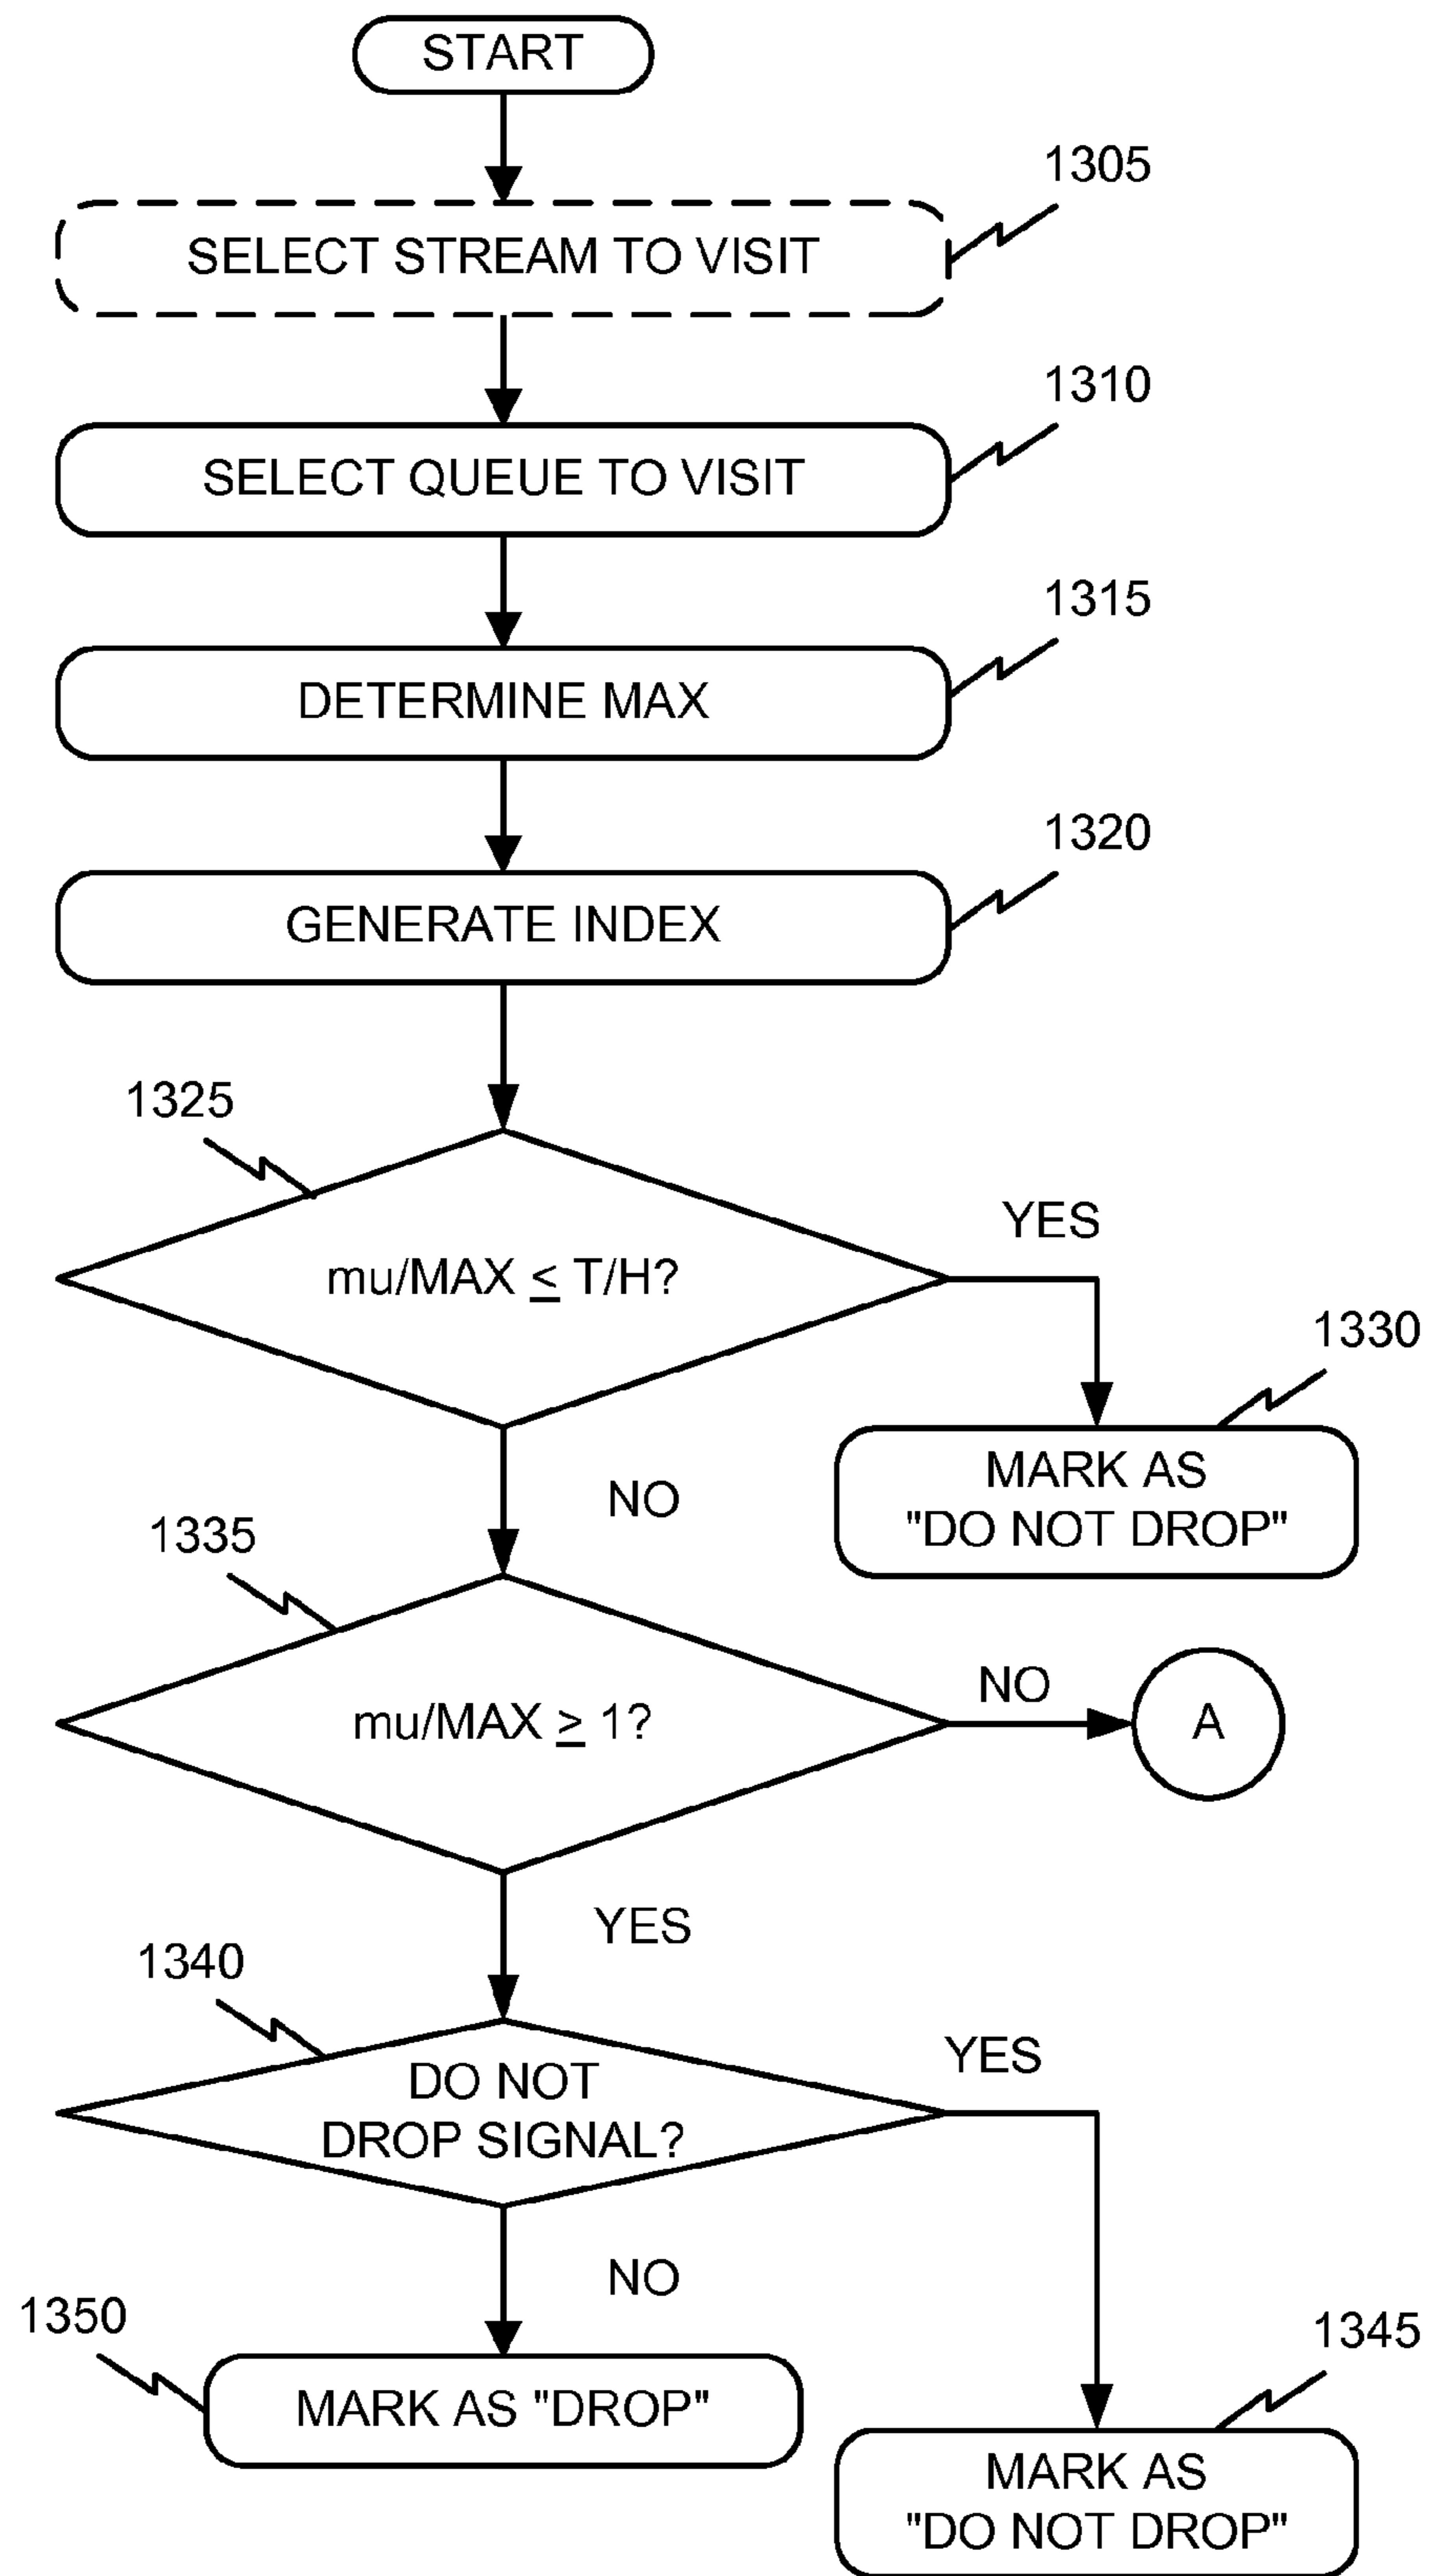 START
1305
SELECT STREAM TO VISIT
1310
SELECT QUEUE TO VISIT
1315
DETERMINE MAX
1320
GENERATE INDEX
1325
YES
mu/MAX ≤ T/H?
1330
MARK AS
"DO NOT DROP"
NO
1335
NO
mu/MAX ≥ 1?
A
YES
1340
YES
DO NOT
DROP SIGNAL?
NO
1350
MARK AS "DROP"
1345
MARK AS
"DO NOT DROP"